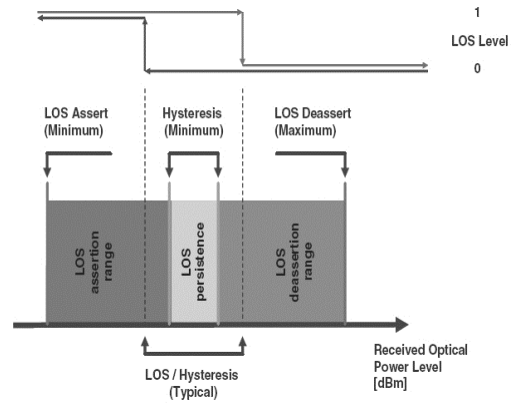 1
LOS Level
0
LOS Assert
(Minimum)
Hysteresis
(Minimum)
LOS Deassert
(Maximum)
LOS
assertion
range
LOS
persistence
LOS
deassertion
range
Received Optical
Power Level
[dBm]
LOS / Hysteresis
(Typical)